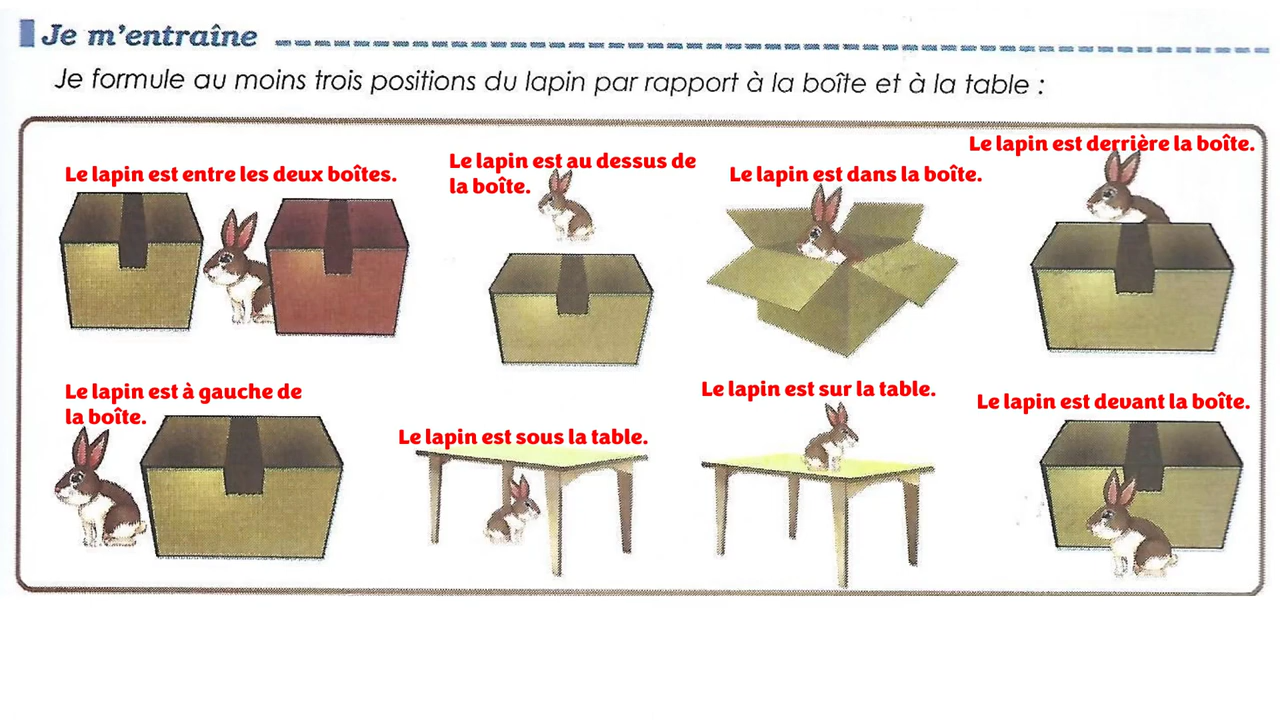 Je m'entraîne
Je formule au moins trois positions du lapin par rapport à la boîte et à la table :
Le lapin est entre les deux boîtes.
Le lapin est au dessus de
la boîte.
Le lapin est dans la boîte.
Le lapin est derrière la boîte.
Le lapin est à gauche de
la boîte.
Le lapin est sous la table.
Le lapin est sur la table.
Le lapin est devant la boîte.